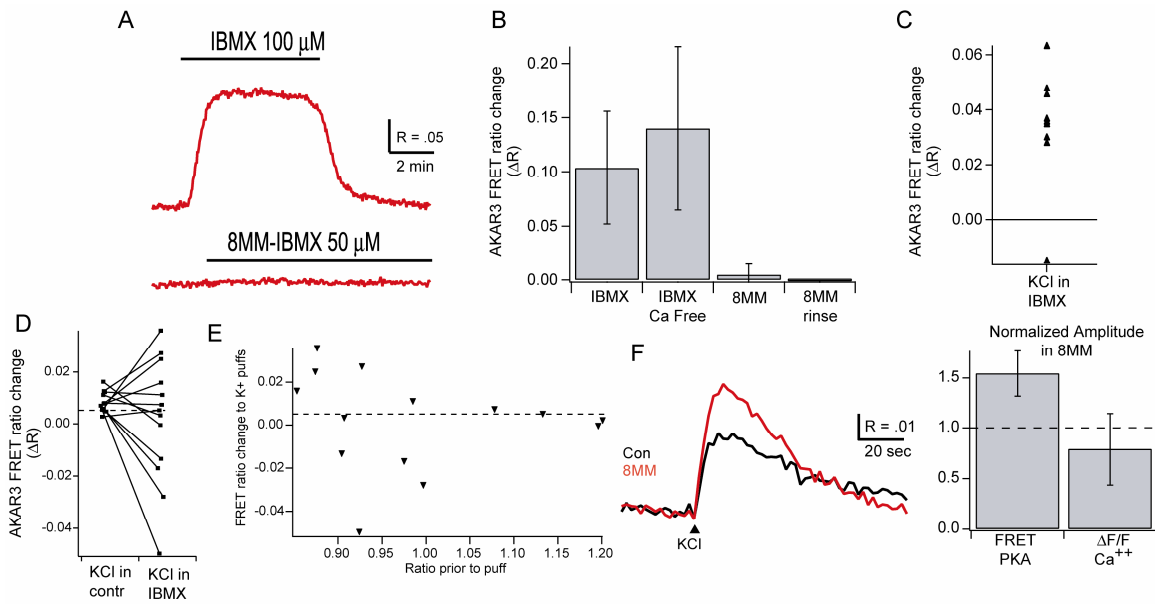 A
IBMX 100 µM
R = .05
2 min
8MM-IBMX 50 µM
B
AKAR3 FRET ratio change
(ΔR)
0.20
0.15
0.10
0.05
0.00
IBMX
IBMX
Ca Free
8MM
8MM
rinse
C
AKAR3 FRET ratio change
(ΔR)
0.06
0.04
0.02
0.00
KCl in
IBMX
D
AKAR3 FRET ratio change
(ΔR)
0.02
0.00
-0.02
-0.04
KCl in
contr
KCl in
IBMX
E
FRET ratio change to K+ puffs
0.02
0.00
-0.02
-0.04
0.90
0.95
1.00
1.05
1.10
1.15
1.20
Ratio prior to puff
F
Con
8MM
KCl
R = .01
20 sec
Normalized Amplitude
in 8MM
1.5
1.0
0.5
0.0
FRET
PKA
ΔF/F
Ca++